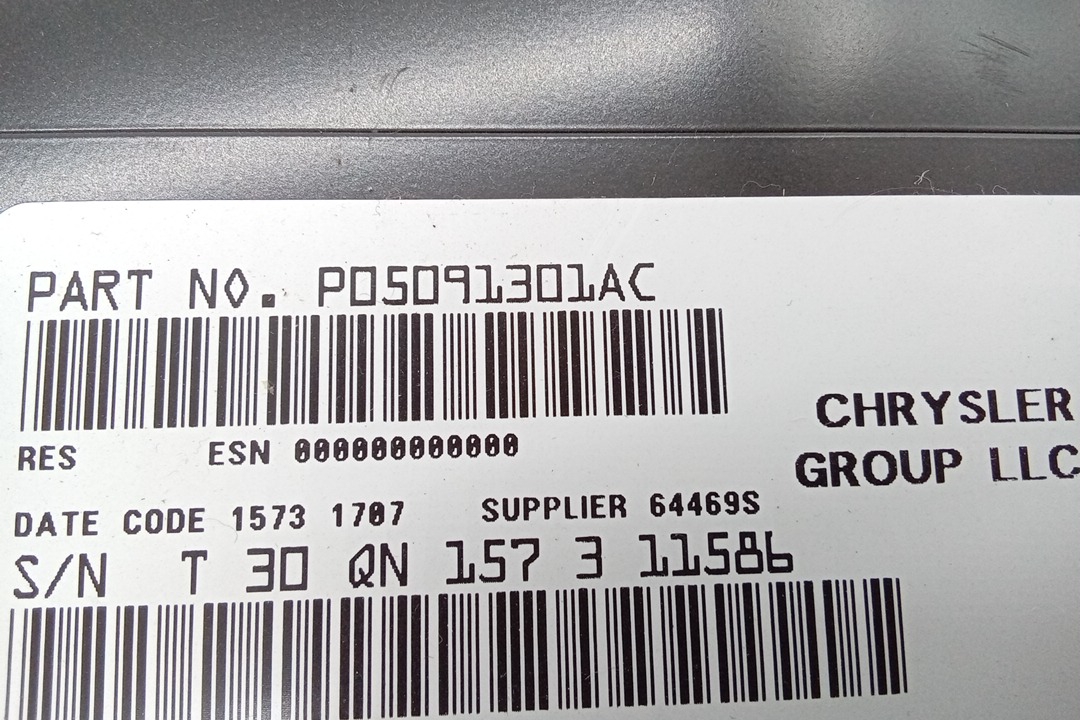 PART NO. P05091301AC
CHRYSLER
GROUP LLC
RES ESN 000000000000
DATE CODE 1573 1707 SUPPLIER 64469S
S/N T 30 QN 157 3 11586